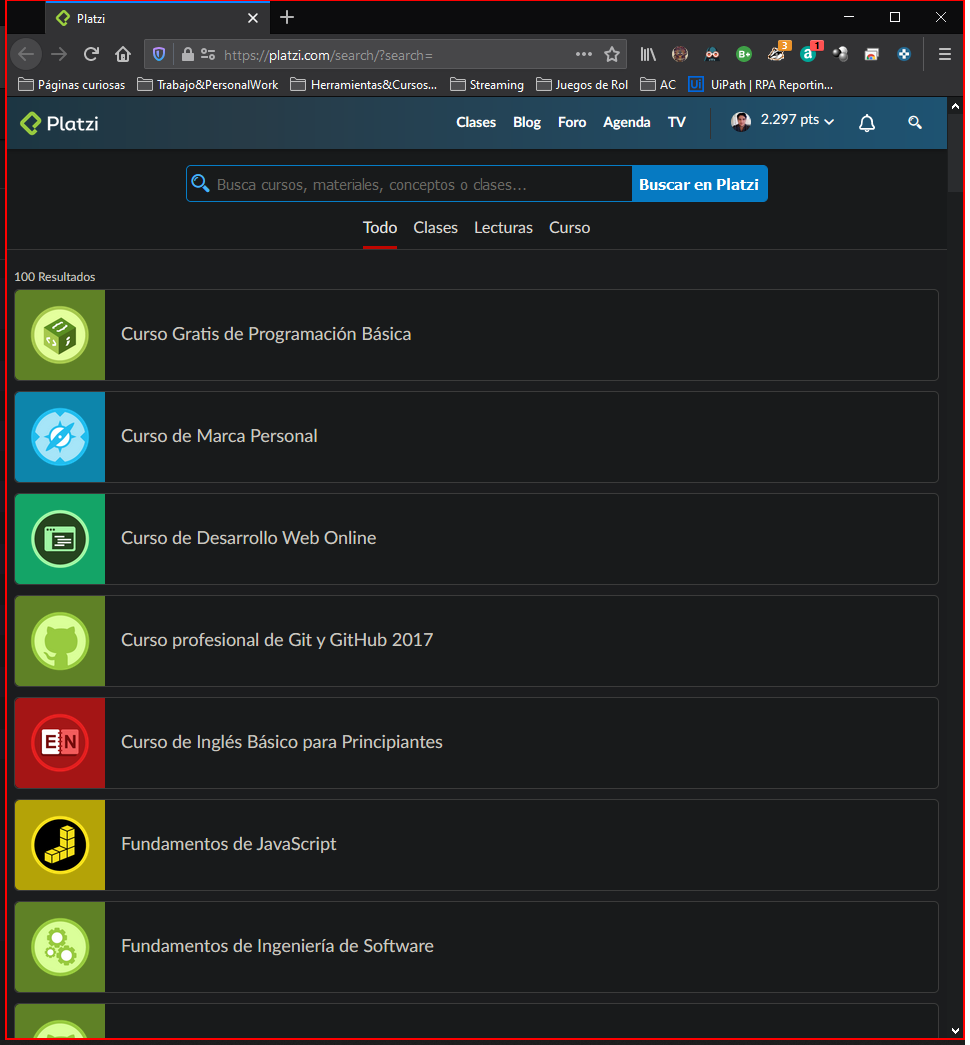 Platzi
https://platzi.com/search/?search=
3
1
B+
a
Páginas curiosas
Trabajo&PersonalWork
Herramientas&Cursos...
Streaming
Juegos de Rol
AC
Ui
UiPath | RPA Reportin...
Platzi
Clases
Blog
Foro
Agenda
TV
2.297 pts
Busca cursos, materiales, conceptos o clases...
Buscar en Platzi
Todo
Clases
Lecturas
Curso
100 Resultados
Curso Gratis de Programación Básica
Curso de Marca Personal
Curso de Desarrollo Web Online
Curso profesional de Git y GitHub 2017
EN
Curso de Inglés Básico para Principiantes
Fundamentos de JavaScript
Fundamentos de Ingeniería de Software